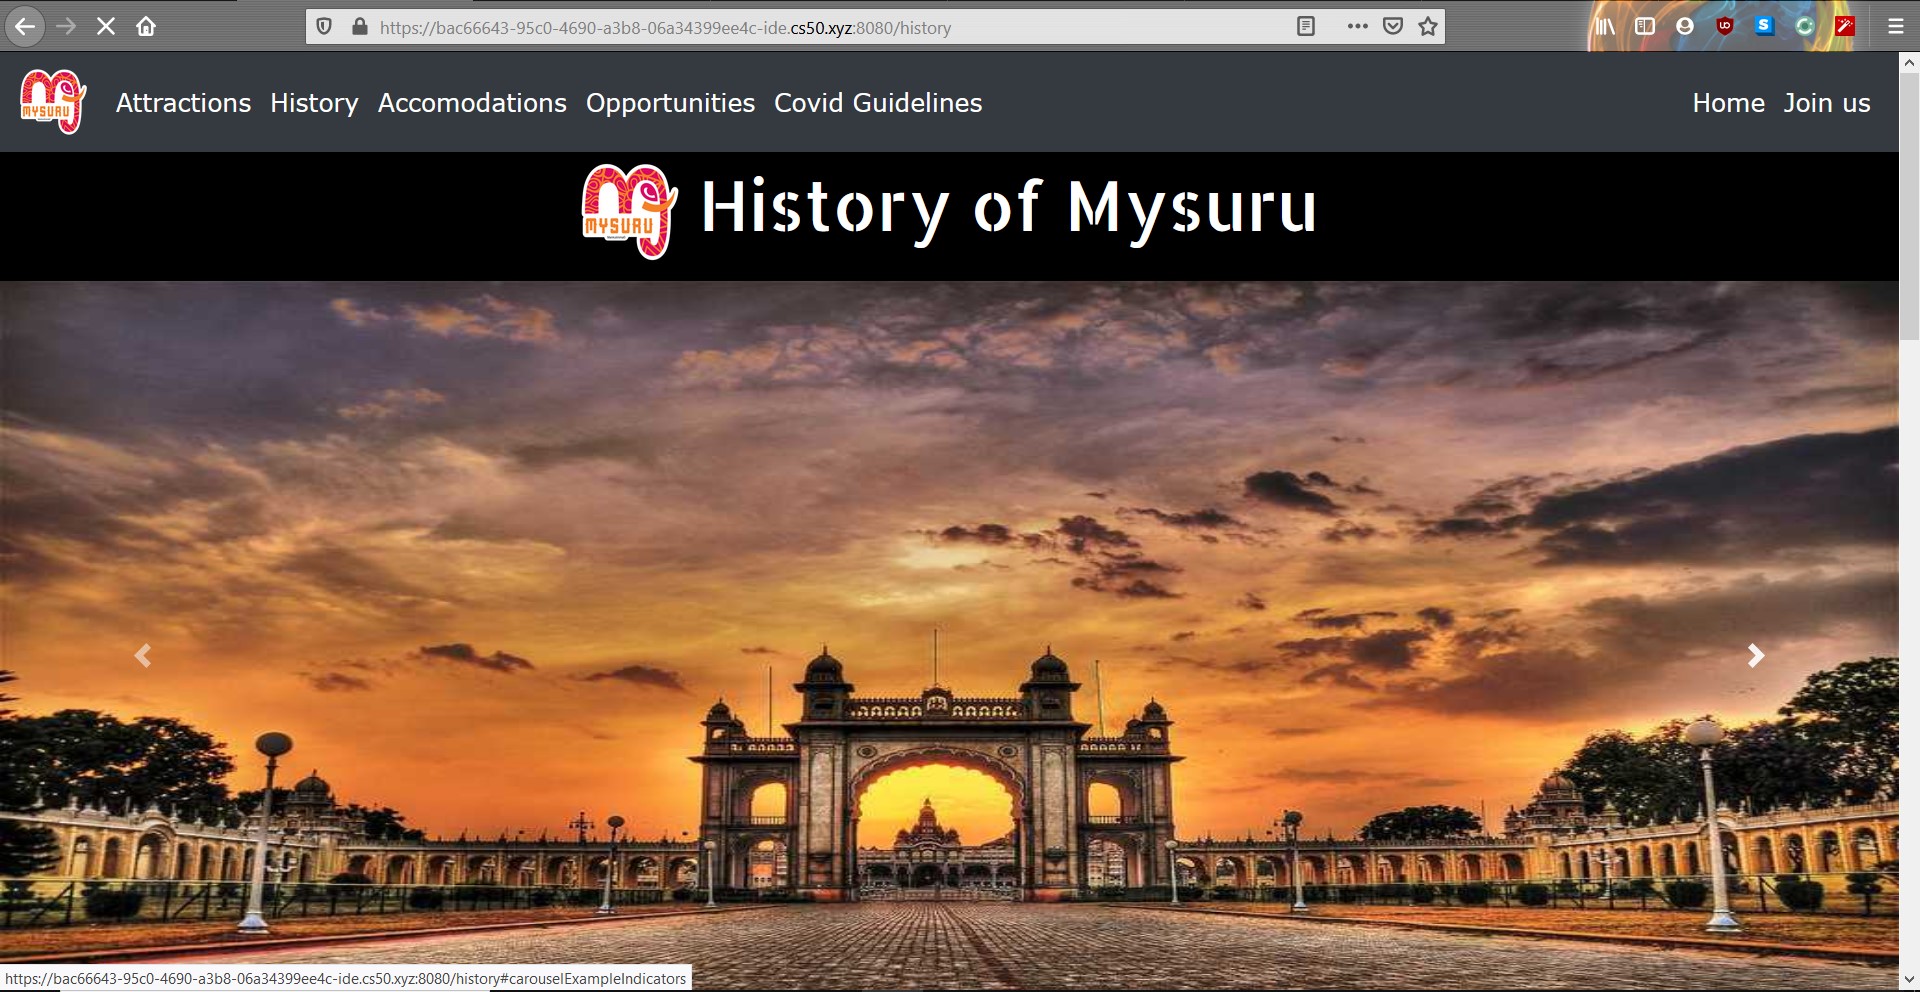 https://bac66643-95c0-4690-a3b8-06a34399ee4c-ide.cs50.xyz:8080/history
MYSURU Attractions History Accomodations Opportunities Covid Guidelines Home Join us
MYSURU History of Mysuru
https://bac66643-95c0-4690-a3b8-06a34399ee4c-ide.cs50.xyz:8080/history#carouselExampleIndicators